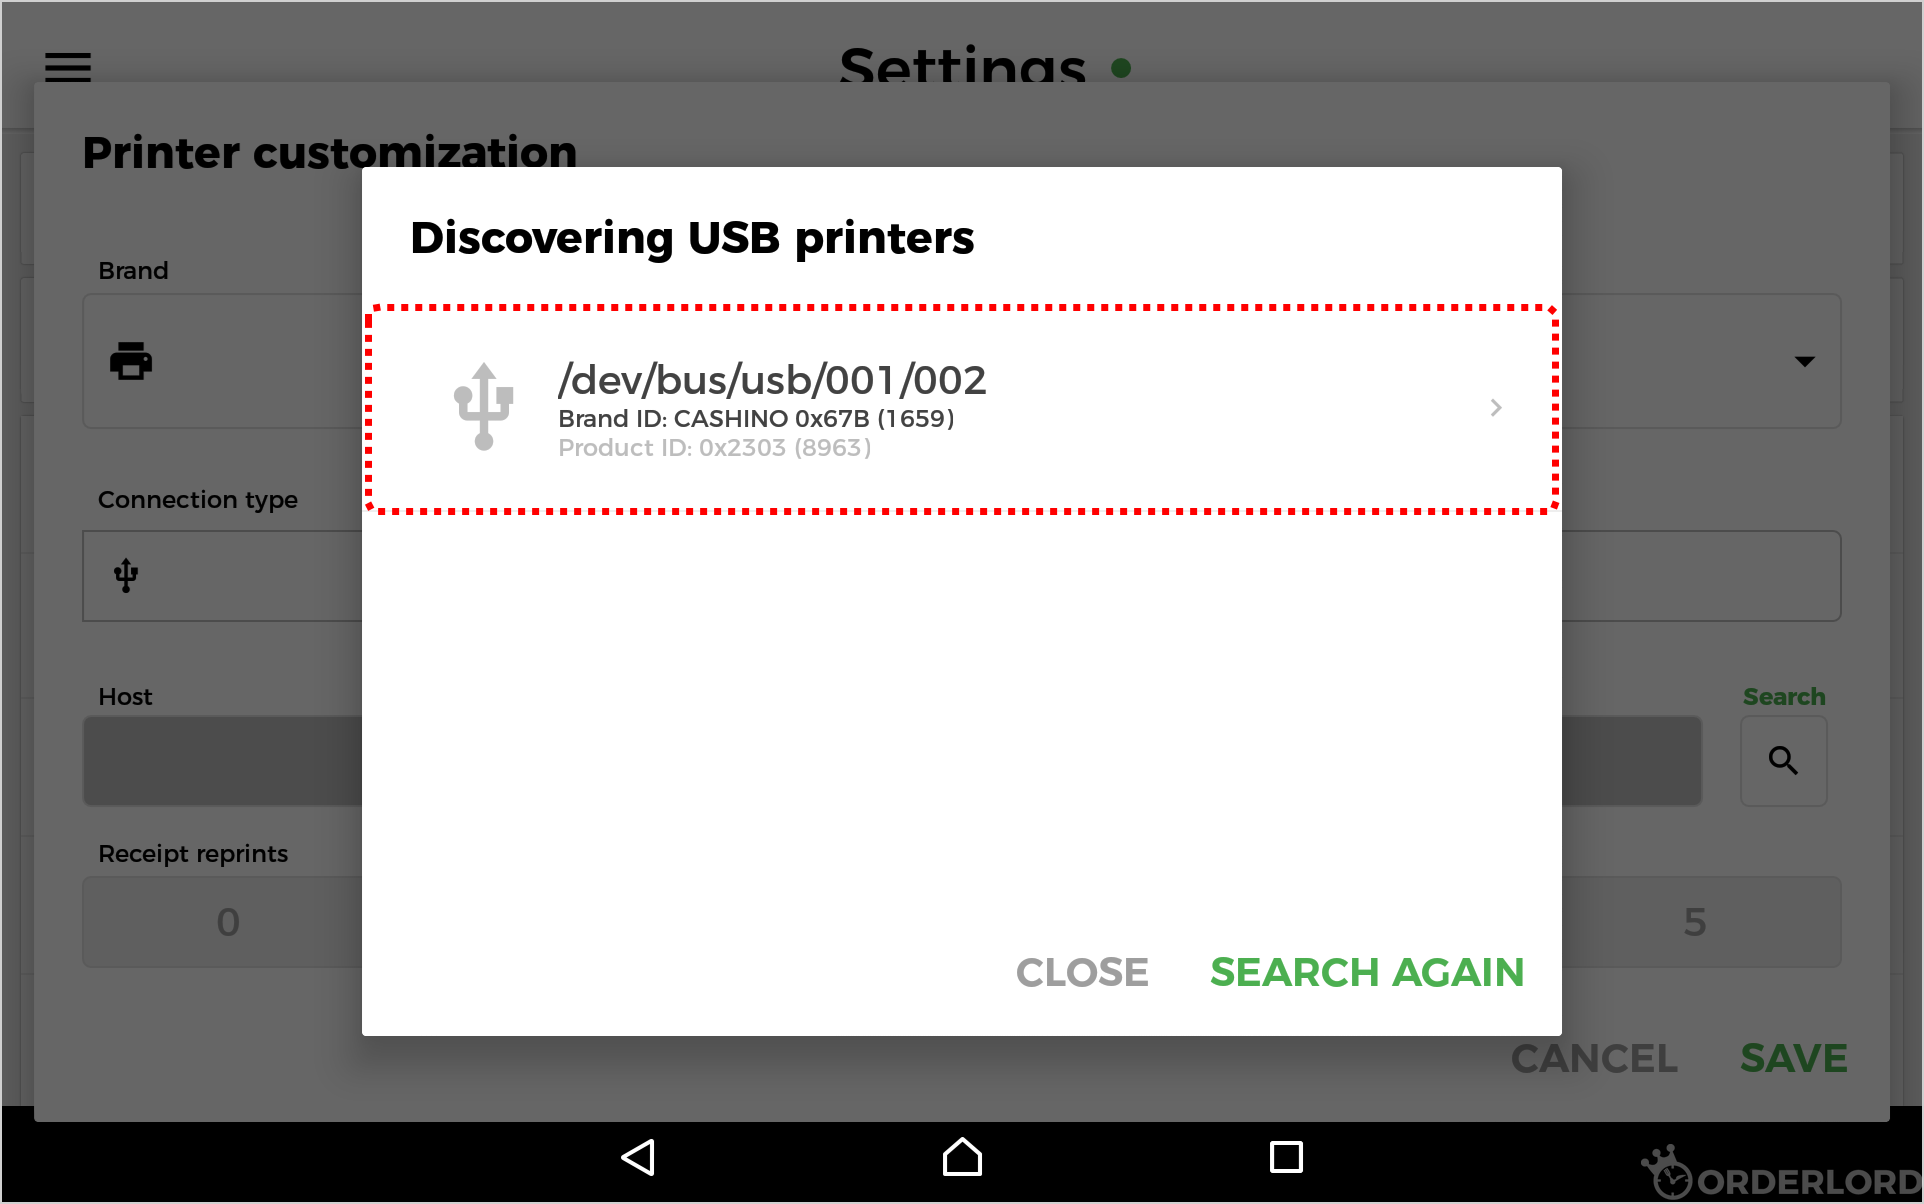 Settings
Printer customization
Discovering USB printers
Brand
/dev/bus/usb/001/002
Brand ID: CASHINO 0x67B (1659)
Product ID: 0x2303 (8963)
Connection type
Host
Search
Receipt reprints
0
5
CLOSE
SEARCH AGAIN
CANCEL
SAVE
ORDERLORD